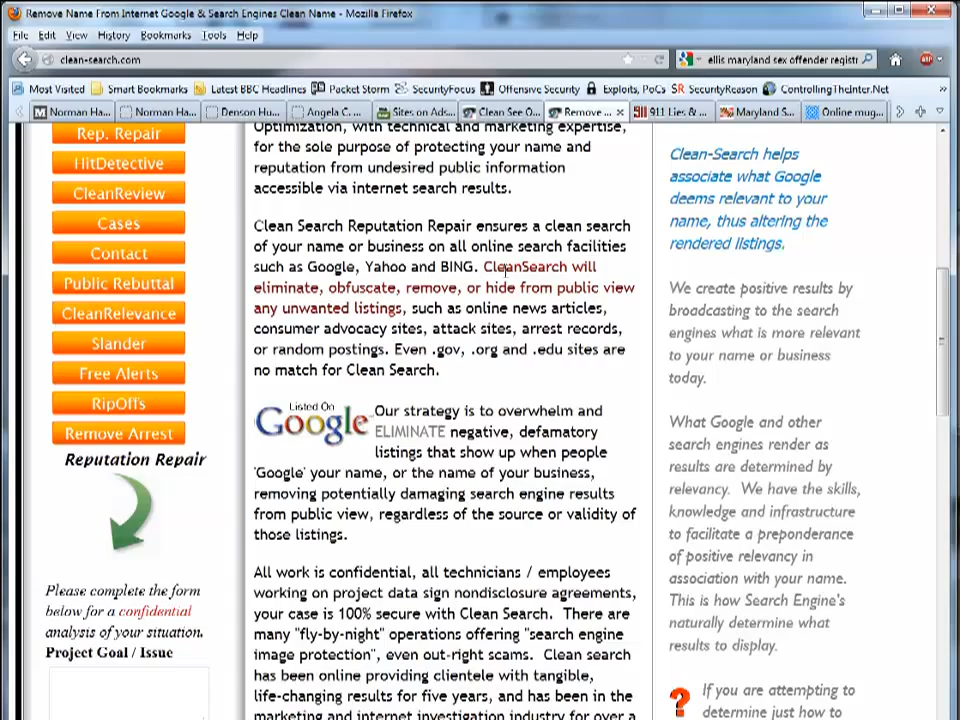 Remove Name From Internet Google & Search Engines Clean Name - Mozilla Firefox
File Edit View History Bookmarks Tools Help
clean-search.com
ellis maryland sex offender registr
Most Visited Smart Bookmarks Latest BBC Headlines Packet Storm SecurityFocus Offensive Security Exploits, PoCs SR SecurityReason ControllingTheInter.Net
Norman Ha... Norman Har... Denson Hu... Angela C. ... Sites on Ads... Clean See O... Remove ... 911 Lies & ... Maryland S... Online mug...
Rep. Repair
HitDetective
CleanReview
Cases
Contact
Public Rebuttal
CleanRelevance
Slander
Free Alerts
RipOffs
Remove Arrest
Reputation Repair
Please complete the form
below for a confidential
analysis of your situation.
Project Goal / Issue
Optimization, with technical and marketing expertise,
for the sole purpose of protecting your name and
reputation from undesired public information
accessible via internet search results.
Clean Search Reputation Repair ensures a clean search
of your name or business on all online search facilities
such as Google, Yahoo and BING. CleanSearch will
eliminate, obfuscate, remove, or hide from public view
any unwanted listings, such as online news articles,
consumer advocacy sites, attack sites, arrest records,
or random postings. Even .gov, .org and .edu sites are
no match for Clean Search.
Listed On
Google
Our strategy is to overwhelm and
ELIMINATE negative, defamatory
listings that show up when people
'Google' your name, or the name of your business,
removing potentially damaging search engine results
from public view, regardless of the source or validity of
those listings.
All work is confidential, all technicians / employees
working on project data sign nondisclosure agreements,
your case is 100% secure with Clean Search. There are
many "fly-by-night" operations offering "search engine
image protection", even out-right scams. Clean search
has been online providing clientele with tangible,
life-changing results for five years, and has been in the
marketing and internet investigation industry for over a
Clean-Search helps
associate what Google
deems relevant to your
name, thus altering the
rendered listings.
We create positive results by
broadcasting to the search
engines what is more relevant
to your name or business
today.
What Google and other
search engines render as
results are determined by
relevancy. We have the skills,
knowledge and infrastructure
to facilitate a preponderance
of positive relevancy in
association with your name.
This is how Search Engine's
naturally determine what
results to display.
? If you are attempting to
determine just how to